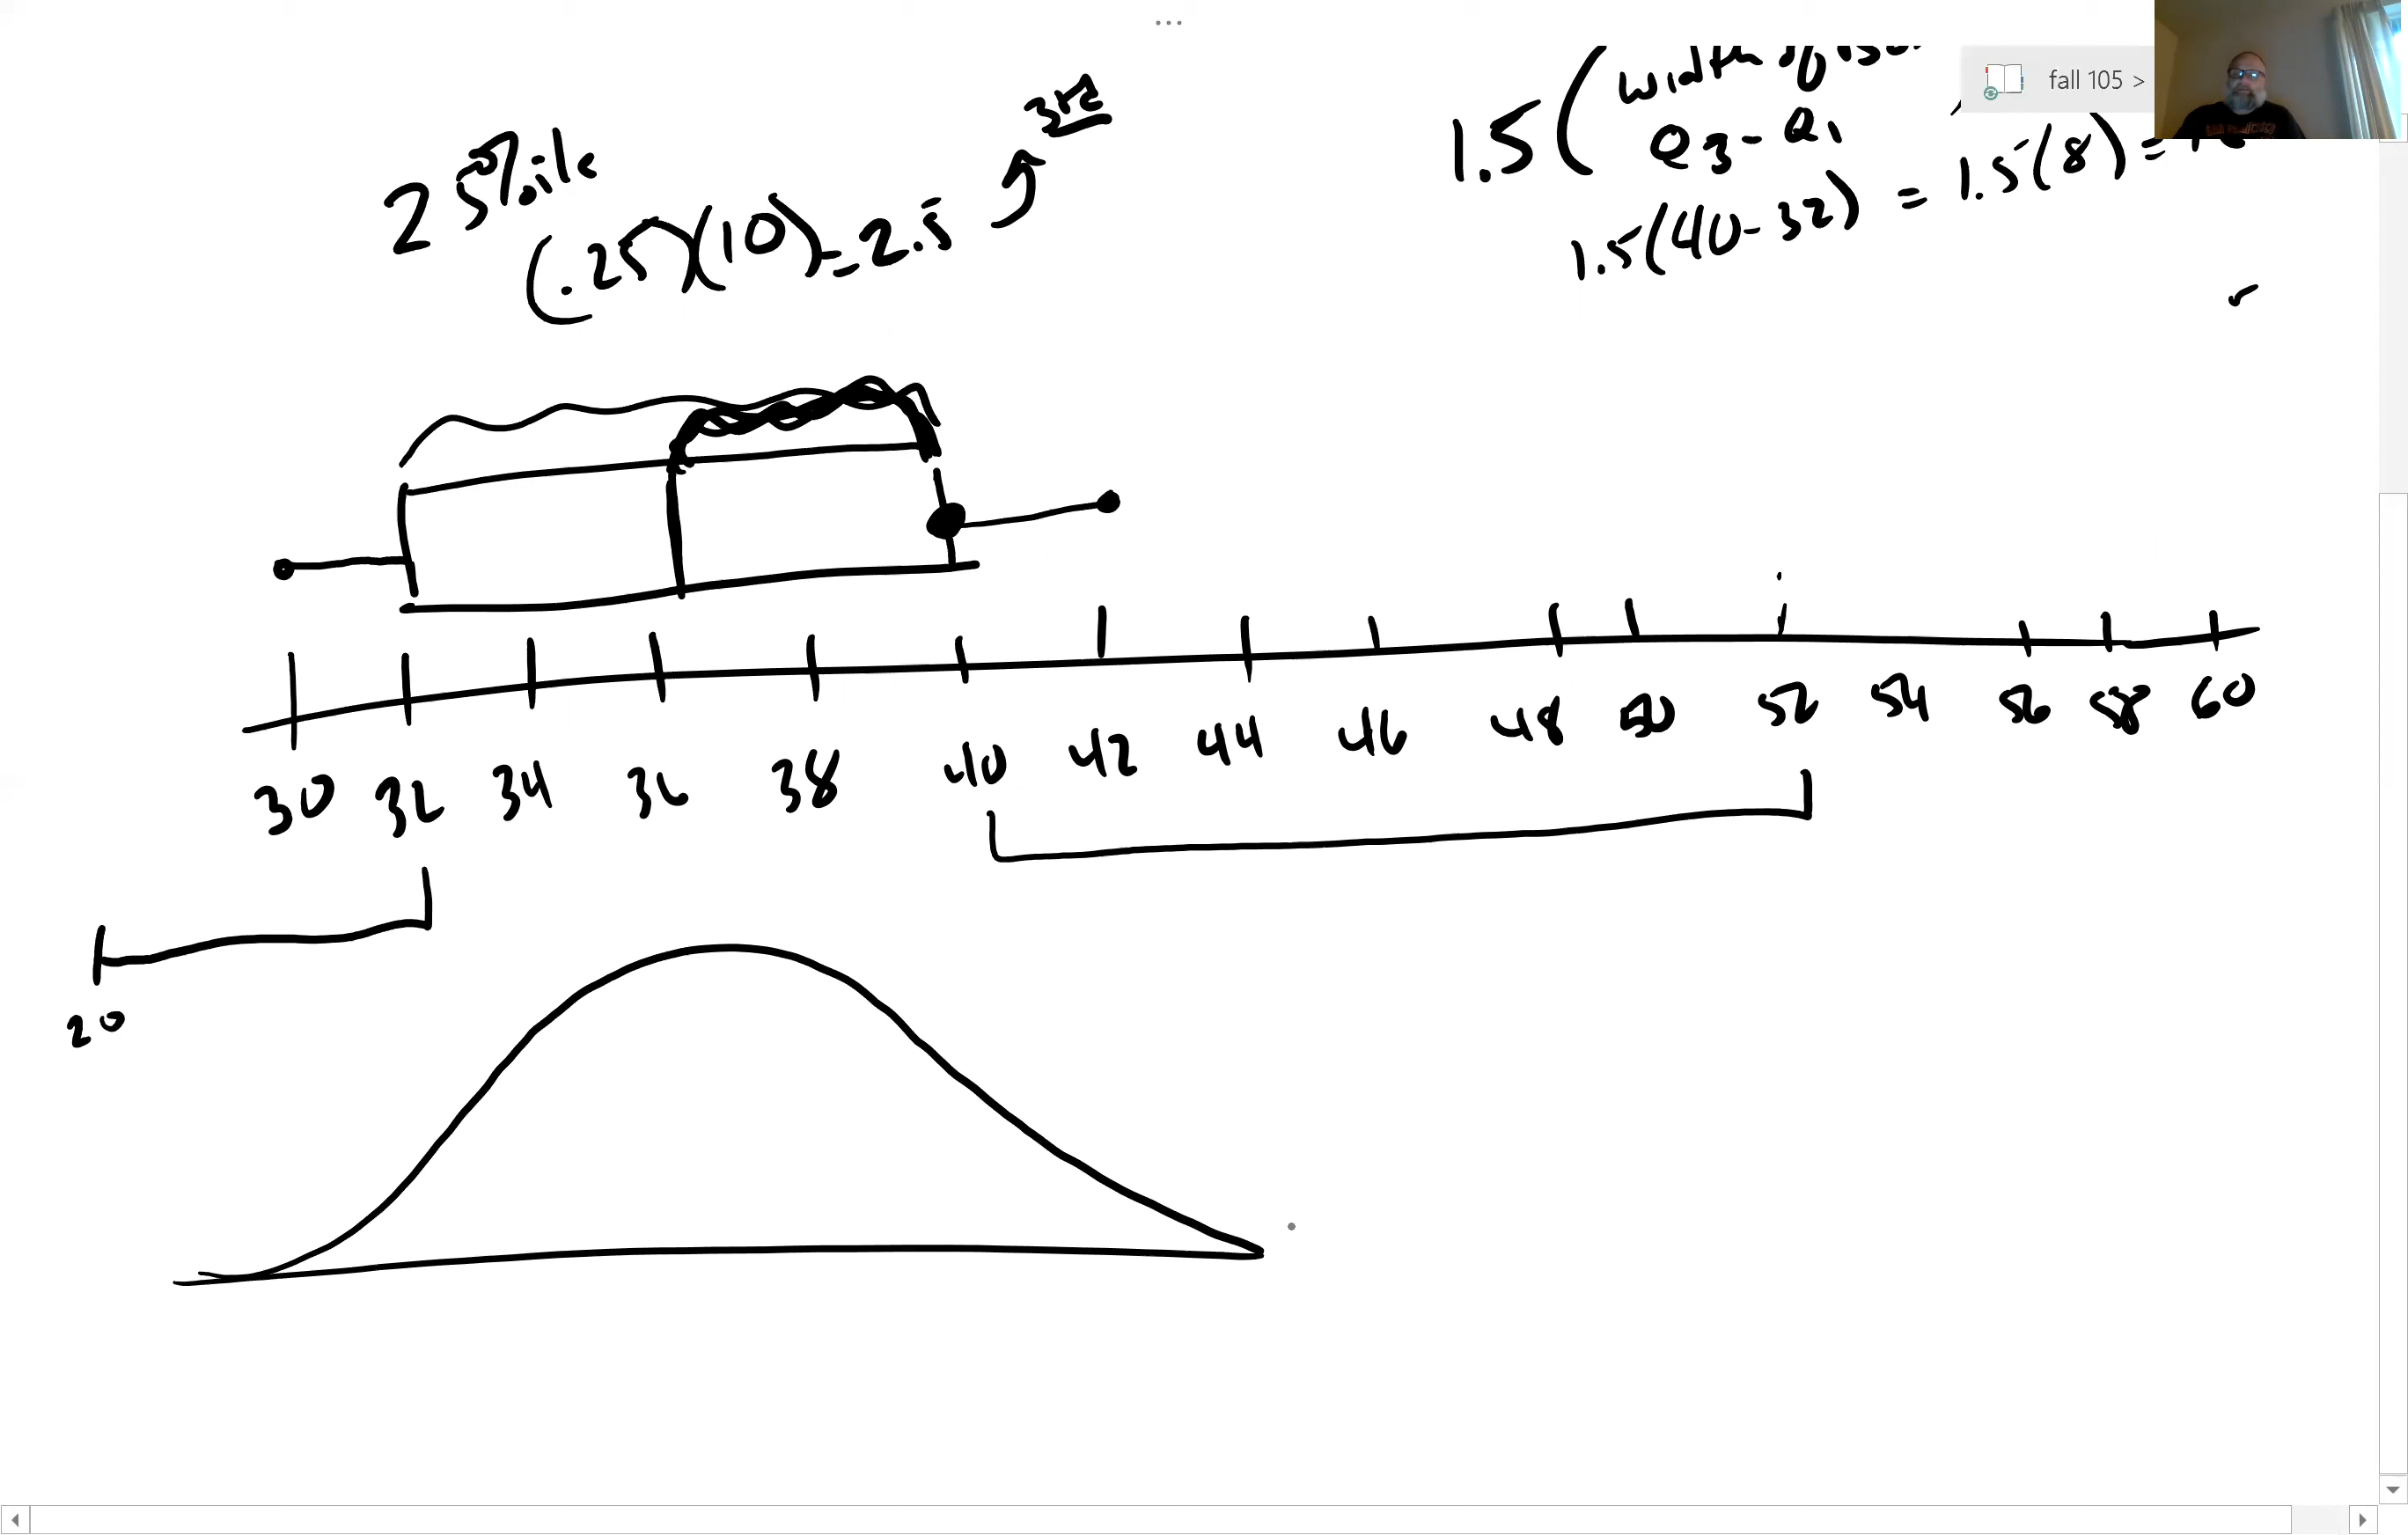 25%ile
(.25)(10)=2.5
3rd
1.5(width of
Q3-Q1
1.5(40-32) = 1.5(8)=
fall 105 >
30 32 34 36 38 40 42 44 46 48 50 52 54 56 58 60
20